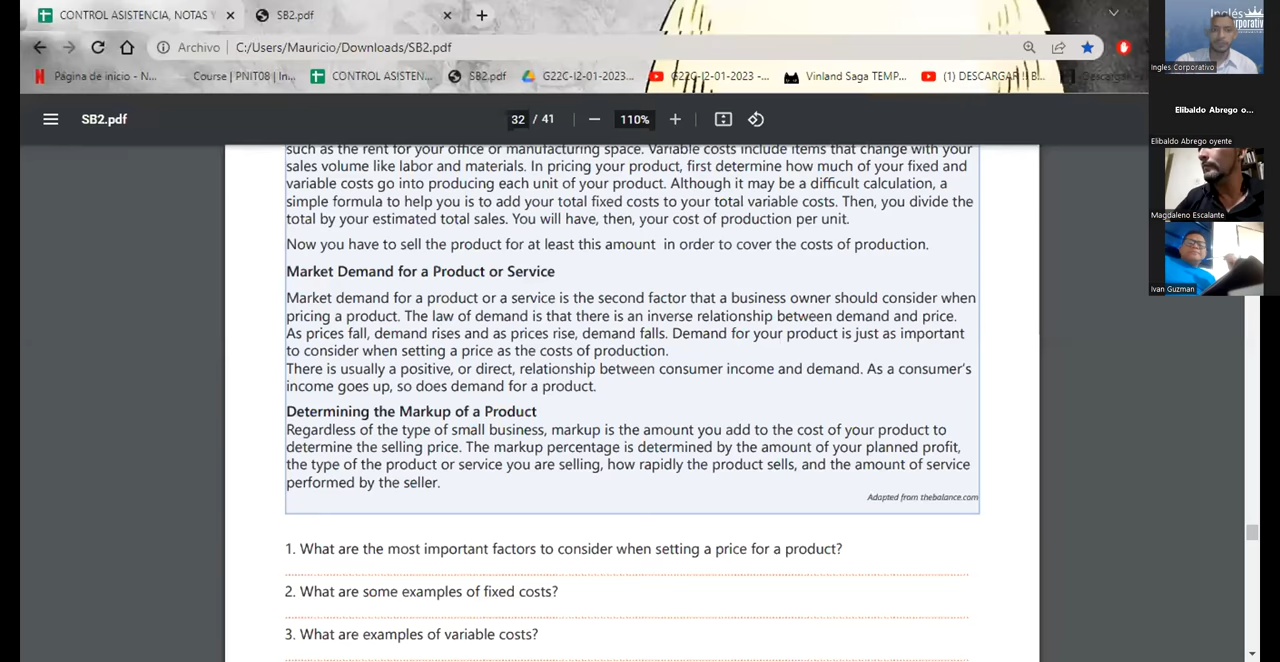 CONTROL ASISTENCIA, NOTAS Y
SB2.pdf
Archivo
C:/Users/Mauricio/Downloads/SB2.pdf
Página de inicio - N...
Course | PNIT08 | In...
CONTROL ASISTEN...
SB2.pdf
G22C-I2-01-2023...
G22C-I2-01-2023 -...
Vinland Saga TEMP...
(1) DESCARGAR !! B...
SB2.pdf
32 / 41
110%
such as the rent for your office or manufacturing space. Variable costs include items that change with your
sales volume like labor and materials. In pricing your product, first determine how much of your fixed and
variable costs go into producing each unit of your product. Although it may be a difficult calculation, a
simple formula to help you is to add your total fixed costs to your total variable costs. Then, you divide the
total by your estimated total sales. You will have, then, your cost of production per unit.
Now you have to sell the product for at least this amount in order to cover the costs of production.
Market Demand for a Product or Service
Market demand for a product or a service is the second factor that a business owner should consider when
pricing a product. The law of demand is that there is an inverse relationship between demand and price.
As prices fall, demand rises and as prices rise, demand falls. Demand for your product is just as important
to consider when setting a price as the costs of production.
There is usually a positive, or direct, relationship between consumer income and demand. As a consumer's
income goes up, so does demand for a product.
Determining the Markup of a Product
Regardless of the type of small business, markup is the amount you add to the cost of your product to
determine the selling price. The markup percentage is determined by the amount of your planned profit,
the type of the product or service you are selling, how rapidly the product sells, and the amount of service
performed by the seller.
Adapted from thebalance.com
1. What are the most important factors to consider when setting a price for a product?
2. What are some examples of fixed costs?
3. What are examples of variable costs?
Inglés
Ingles Corporativo
Elibaldo Abrego o...
Elibaldo Abrego oyente
Magdaleno Escalante
Ivan Guzman